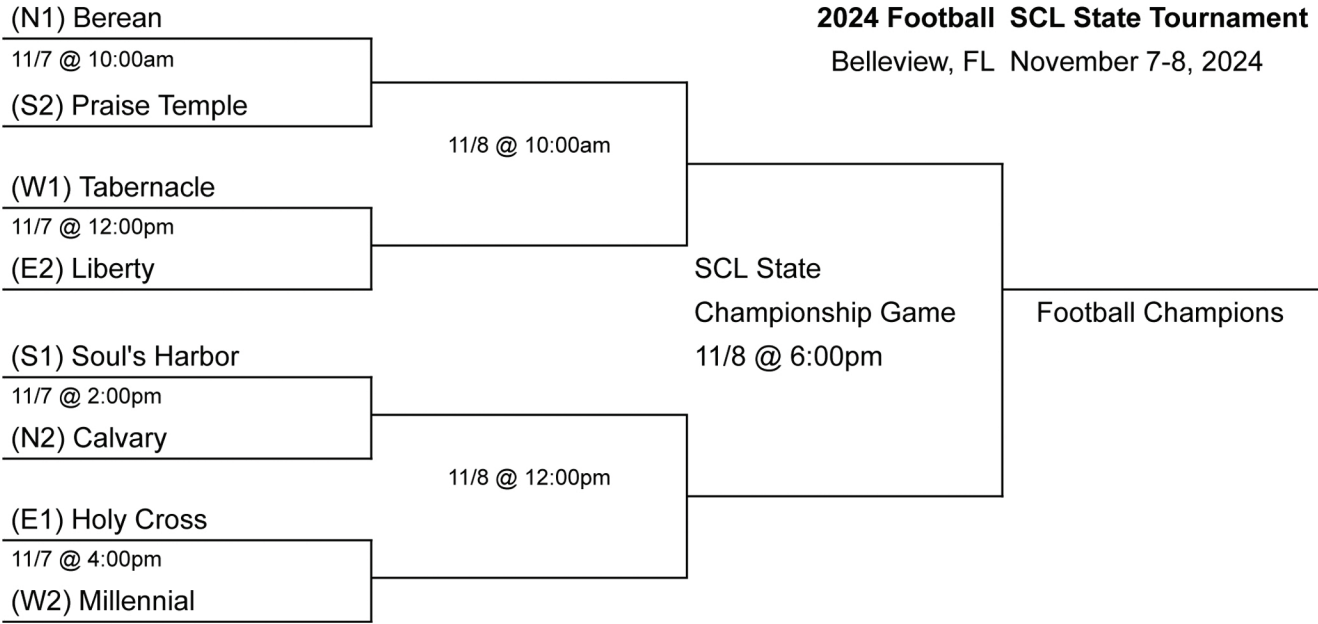 2024 Football SCL State Tournament
Belleview, FL November 7-8, 2024
(N1) Berean
11/7 @ 10:00am
(S2) Praise Temple
11/8 @ 10:00am
(W1) Tabernacle
11/7 @ 12:00pm
(E2) Liberty
SCL State
Championship Game
11/8 @ 6:00pm
Football Champions
(S1) Soul's Harbor
11/7 @ 2:00pm
(N2) Calvary
11/8 @ 12:00pm
(E1) Holy Cross
11/7 @ 4:00pm
(W2) Millennial